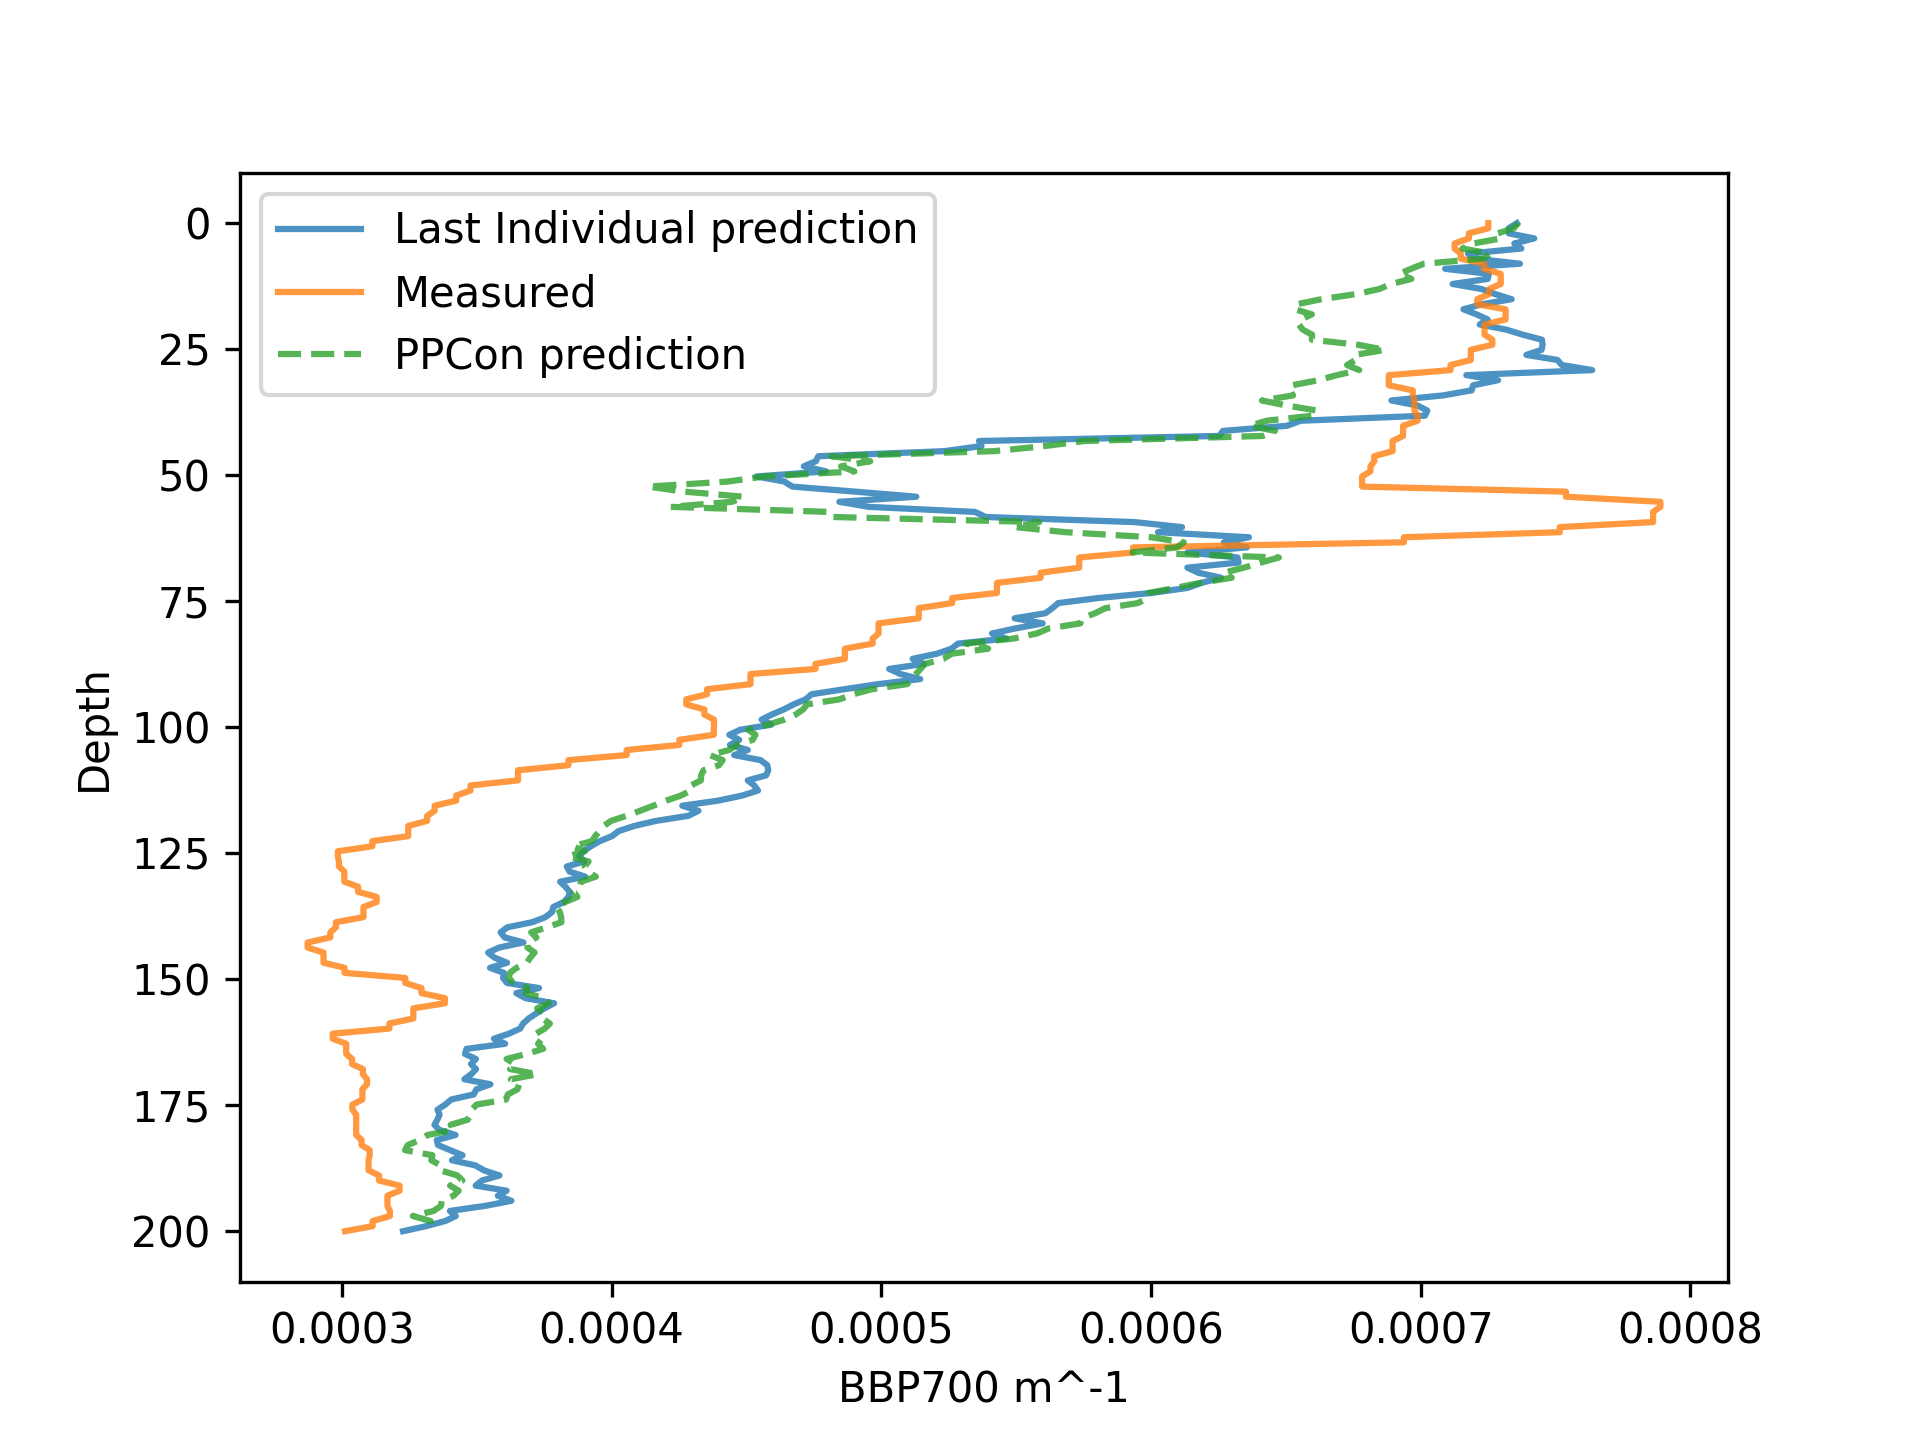 Last Individual prediction
Measured
PPCon prediction
0
25
50
75
100
125
150
175
200
Depth
0.0003 0.0004 0.0005 0.0006 0.0007 0.0008
BBP700 m^-1